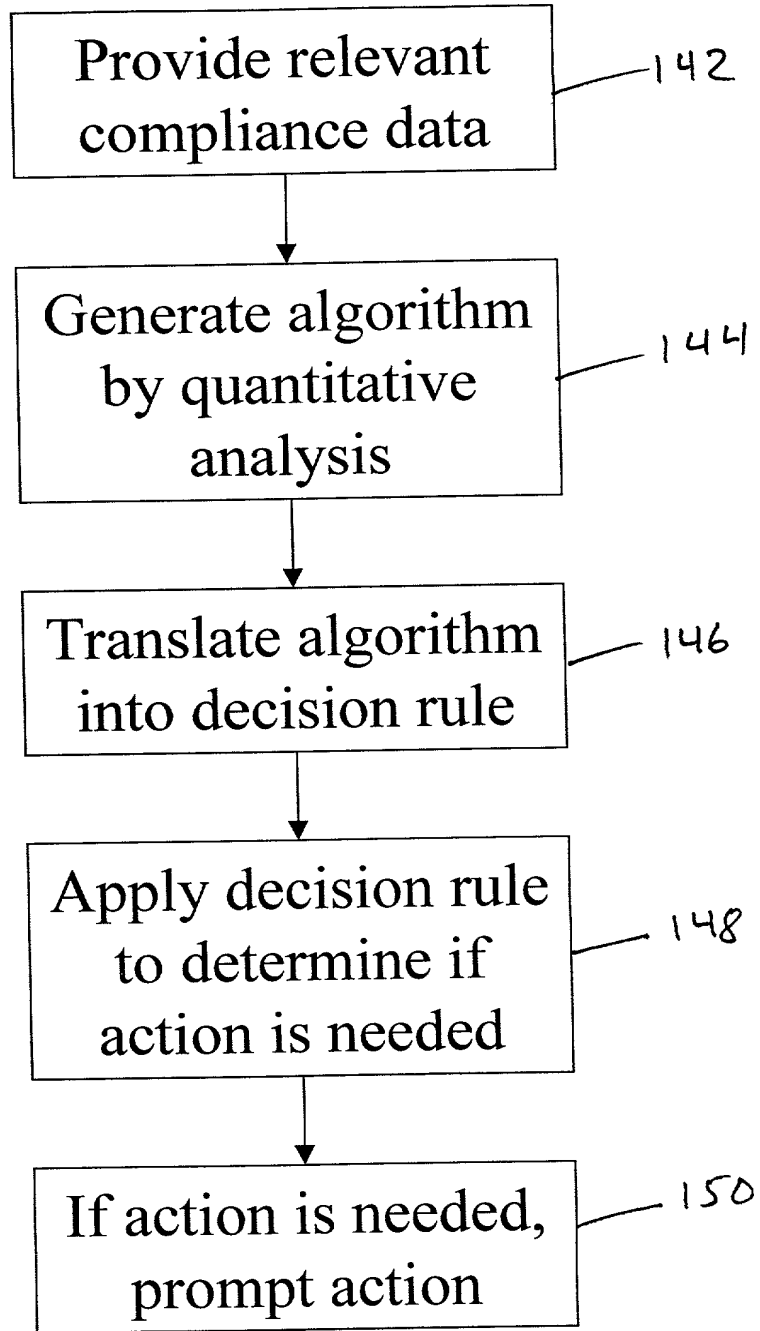 Provide relevant
compliance data
142
Generate algorithm
by quantitative
analysis
144
Translate algorithm
into decision rule
146
Apply decision rule
to determine if
action is needed
148
If action is needed,
prompt action
150